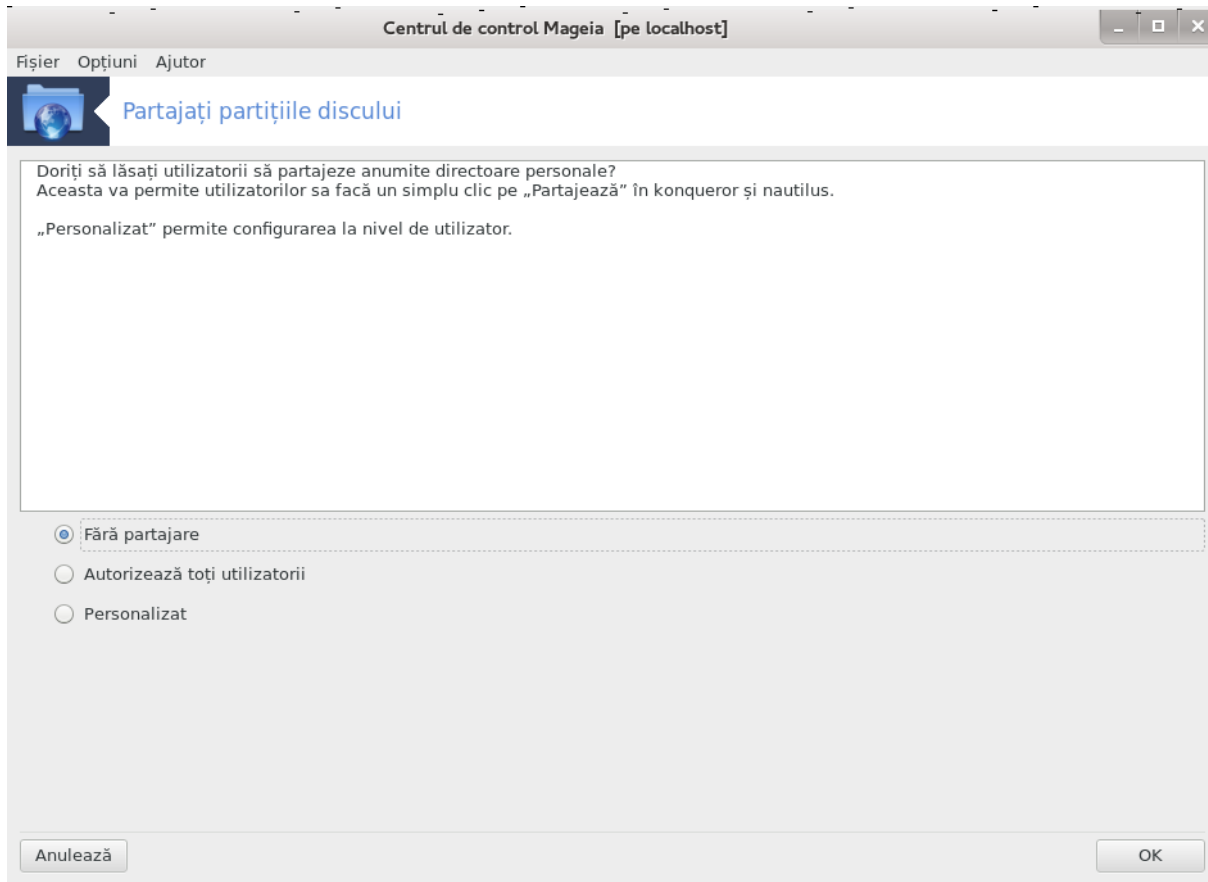 Centrul de control Mageia [pe localhost]
Fișier Opțiuni Ajutor
Partajați partițiile discului
Doriți să lăsați utilizatorii să partajeze anumite directoare personale?
Aceasta va permite utilizatorilor sa facă un simplu clic pe „Partajează” în konqueror și nautilus.
„Personalizat” permite configurarea la nivel de utilizator.
Fără partajare
Autorizează toți utilizatorii
Personalizat
Anulează OK